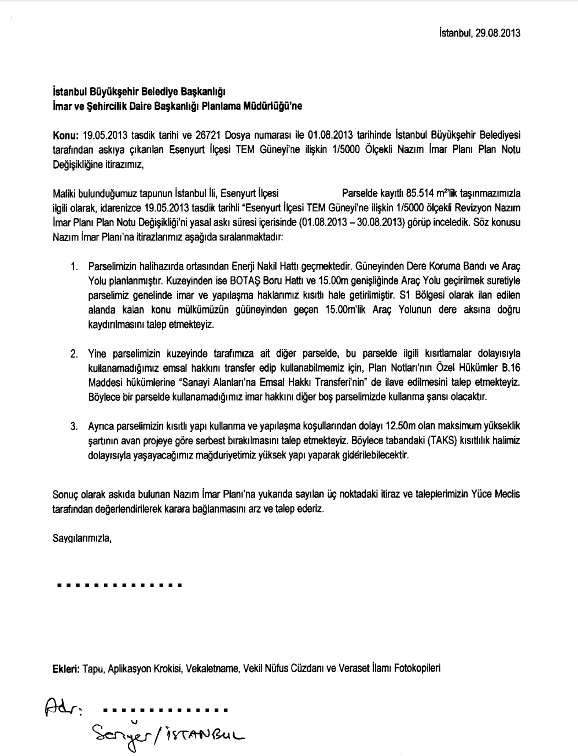 İstanbul, 29.08.2013
İstanbul Büyükşehir Belediye Başkanlığı
İmar ve Şehircilik Daire Başkanlığı Planlama Müdürlüğü'ne
Konu: 19.05.2013 tasdik tarihi ve 26721 Dosya numarası ile 01.08.2013 tarihinde İstanbul Büyükşehir Belediyesi
tarafından askıya çıkarılan Esenyurt İlçesi TEM Güneyi'ne ilişkin 1/5000 Ölçekli Nazım İmar Planı Plan Notu
Değişikliğine itirazımız,
Maliki bulunduğumuz tapunun İstanbul İli, Esenyurt İlçesi Parselde kayıtlı 85.514 m²'lik taşınmazımızla
ilgili olarak, idarenizce 19.05.2013 tasdik tarihli “Esenyurt İlçesi TEM Güneyi'ne ilişkin 1/5000 ölçekli Revizyon Nazım
İmar Planı Plan Notu Değişikliği'ni yasal askı süresi içerisinde (01.08.2013 – 30.08.2013) görüp inceledik. Söz konusu
Nazım İmar Planı'na itirazlarımız aşağıda sıralanmaktadır:
1. Parselimizin halihazırda ortasından Enerji Nakil Hattı geçmektedir. Güneyinden Dere Koruma Bandı ve Araç
Yolu planlanmıştır. Kuzeyinden ise BOTAŞ Boru Hattı ve 15.00m genişliğinde Araç Yolu geçirilmek suretiyle
parselimiz genelinde imar ve yapılaşma haklarımız kısıtlı hale getirilmiştir. S1 Bölgesi olarak ilan edilen
alanda kalan konu mülkümüzün güüneyinden geçen 15.00m'lik Araç Yolunun dere aksına doğru
kaydırılmasını talep etmekteyiz.
2. Yine parselimizin kuzeyinde tarafımıza ait diğer parselde, bu parselde ilgili kısıtlamalar dolayısıyla
kullanamadığımız emsal hakkını transfer edip kullanabilmemiz için, Plan Notları'nın Özel Hükümler B.16
Maddesi hükümlerine “Sanayi Alanları'na Emsal Hakkı Transferi'nin” de ilave edilmesini talep etmekteyiz.
Böylece bir parselde kullanamadığımız imar hakkını diğer boş parselimizde kullanma şansı olacaktır.
3. Ayrıca parselimizin kısıtlı yapı kullanma ve yapılaşma koşullarından dolayı 12.50m olan maksimum yükseklik
şartının avan projeye göre serbest bırakılmasını talep etmekteyiz. Böylece tabandaki (TAKS) kısıtlılık halimiz
dolayısıyla yaşayacağımız mağduriyetimiz yüksek yapı yaparak giderilebilecektir.
Sonuç olarak askıda bulunan Nazım İmar Planı'na yukarıda sayılan üç noktadaki itiraz ve taleplerimizin Yüce Meclis
tarafından değerlendirilerek karara bağlanmasını arz ve talep ederiz.
Saygılarımızla,
Ekleri: Tapu, Aplikasyon Krokisi, Vekaletname, Vekil Nüfus Cüzdanı ve Veraset İlamı Fotokopileri
Adr:
/İSTANBUL